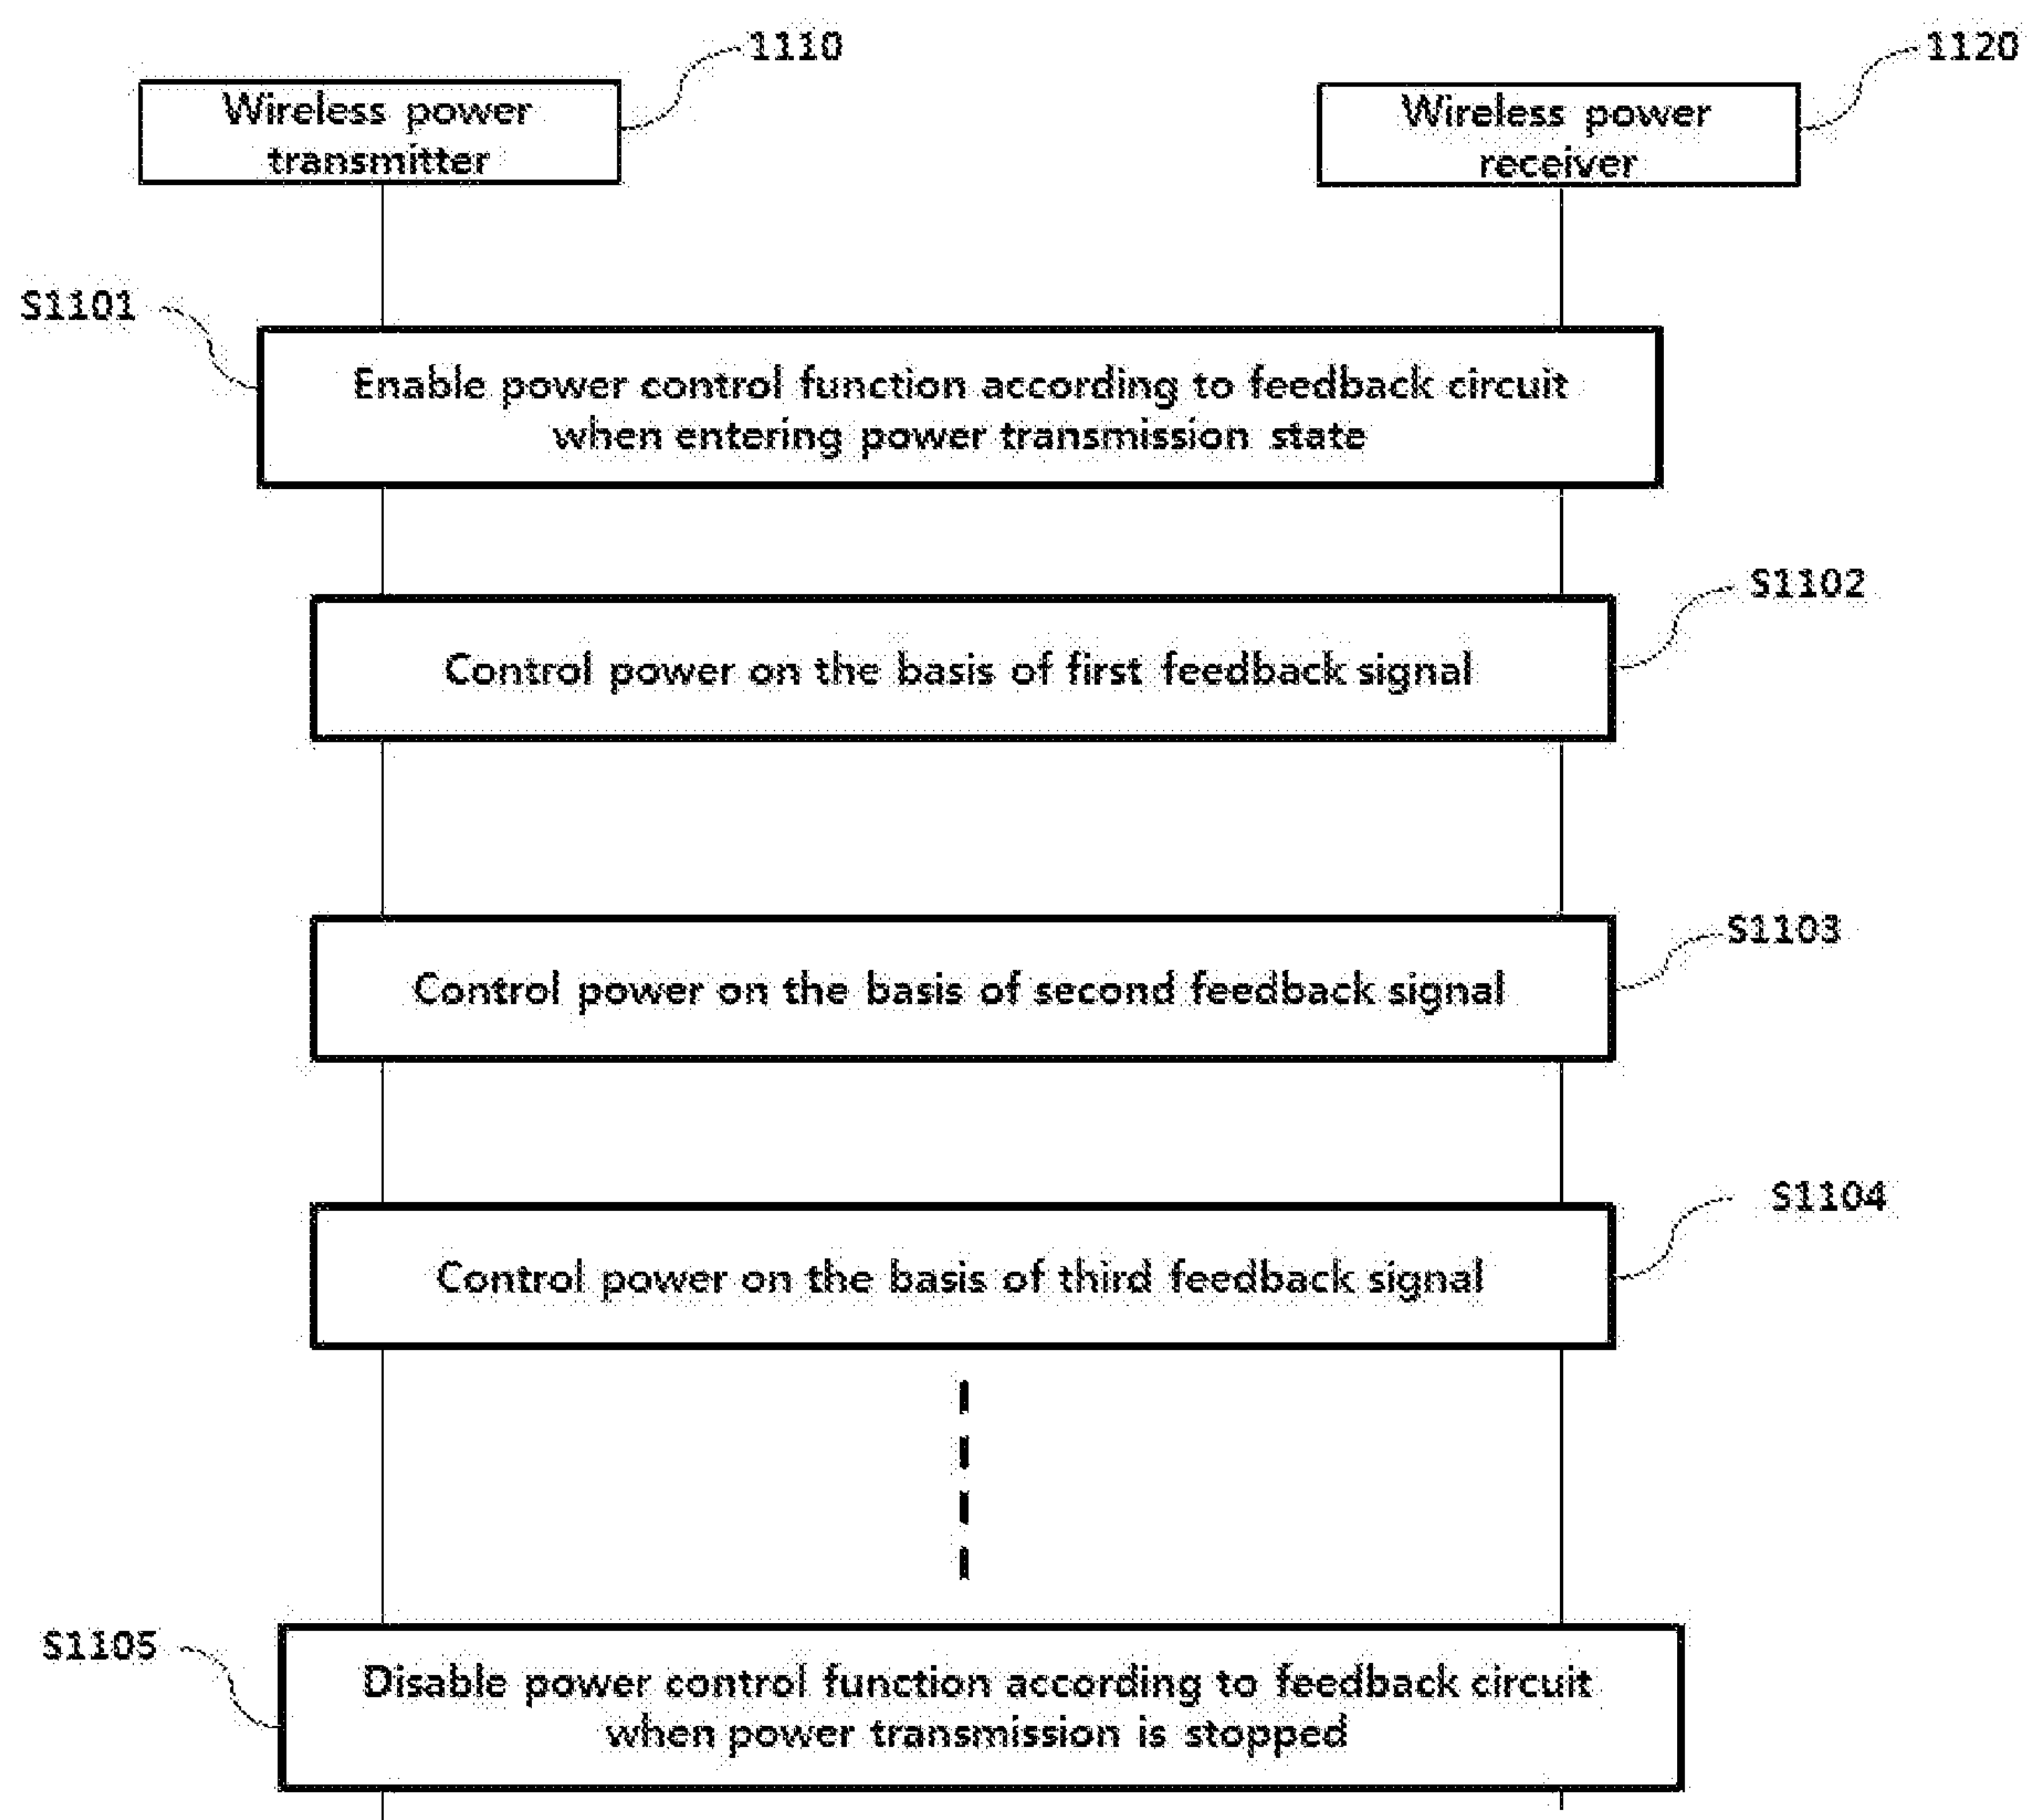 1110
1120
Wireless power
transmitter
Wireless power
receiver
S1101
Enable power control function according to feedback circuit
when entering power transmission state
S1102
Control power on the basis of first feedback signal
S1103
Control power on the basis of second feedback signal
S1104
Control power on the basis of third feedback signal
S1105
Disable power control function according to feedback circuit
when power transmission is stopped